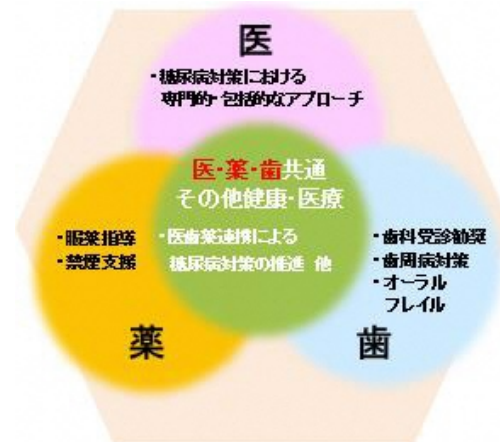 医
・糖尿病対策における
専門的・包括的なアプローチ
医・薬・歯共通
その他健康・医療
・医歯薬連携による
糖尿病対策の推進 他
・服薬指導
・禁煙支援
薬
・歯科受診勧奨
・歯周病対策
・オーラル
フレイル
歯